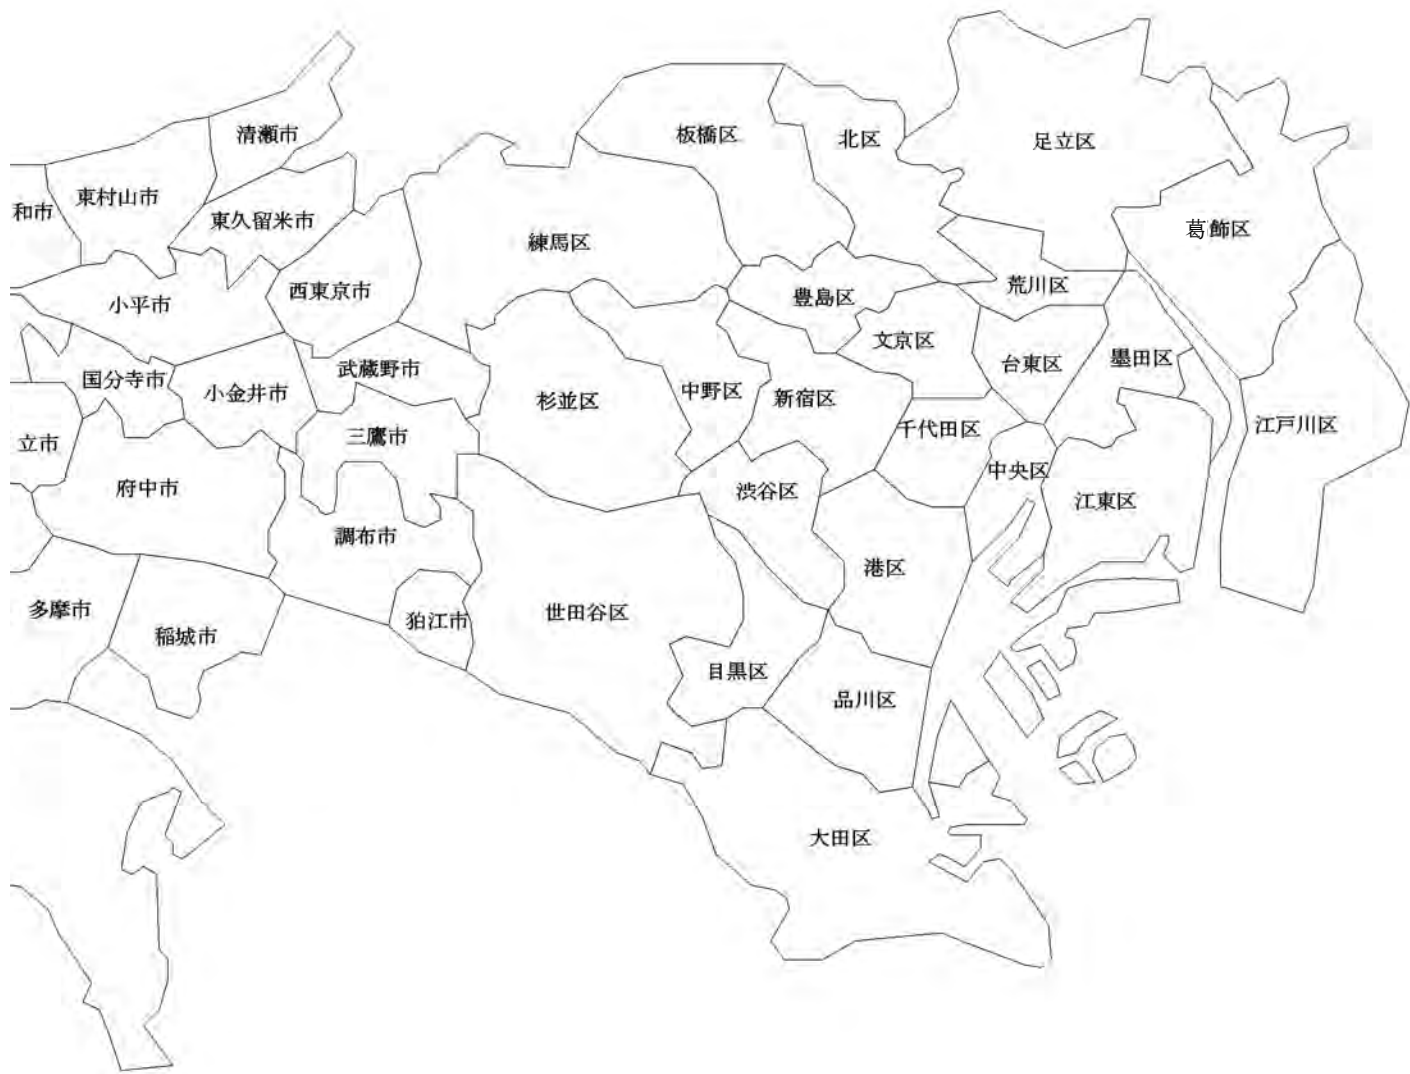 清瀬市
板橋区
北区
足立区
東村山市
和市
東久留米市
練馬区
葛飾区
西東京市
小平市
豊島区
荒川区
文京区
台東区
墨田区
国分寺市
小金井市
武蔵野市
杉並区
中野区
新宿区
千代田区
江戸川区
立市
三鷹市
中央区
府中市
渋谷区
江東区
調布市
港区
多摩市
稲城市
狛江市
世田谷区
目黒区
品川区
大田区